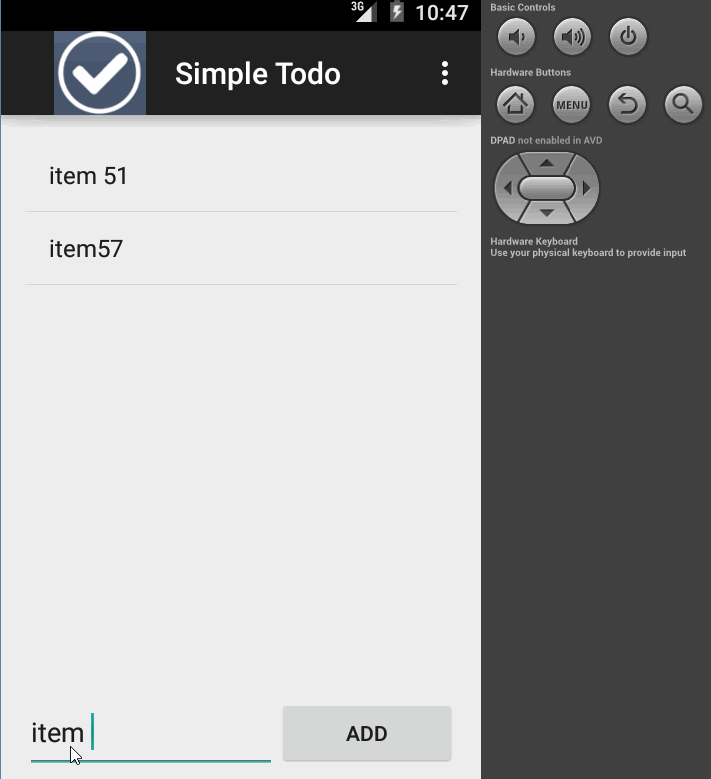 3G 10:47
Simple Todo
item 51
item57
item
ADD
Basic Controls
Hardware Buttons
MENU
DPAD not enabled in AVD
Hardware Keyboard
Use your physical keyboard to provide input